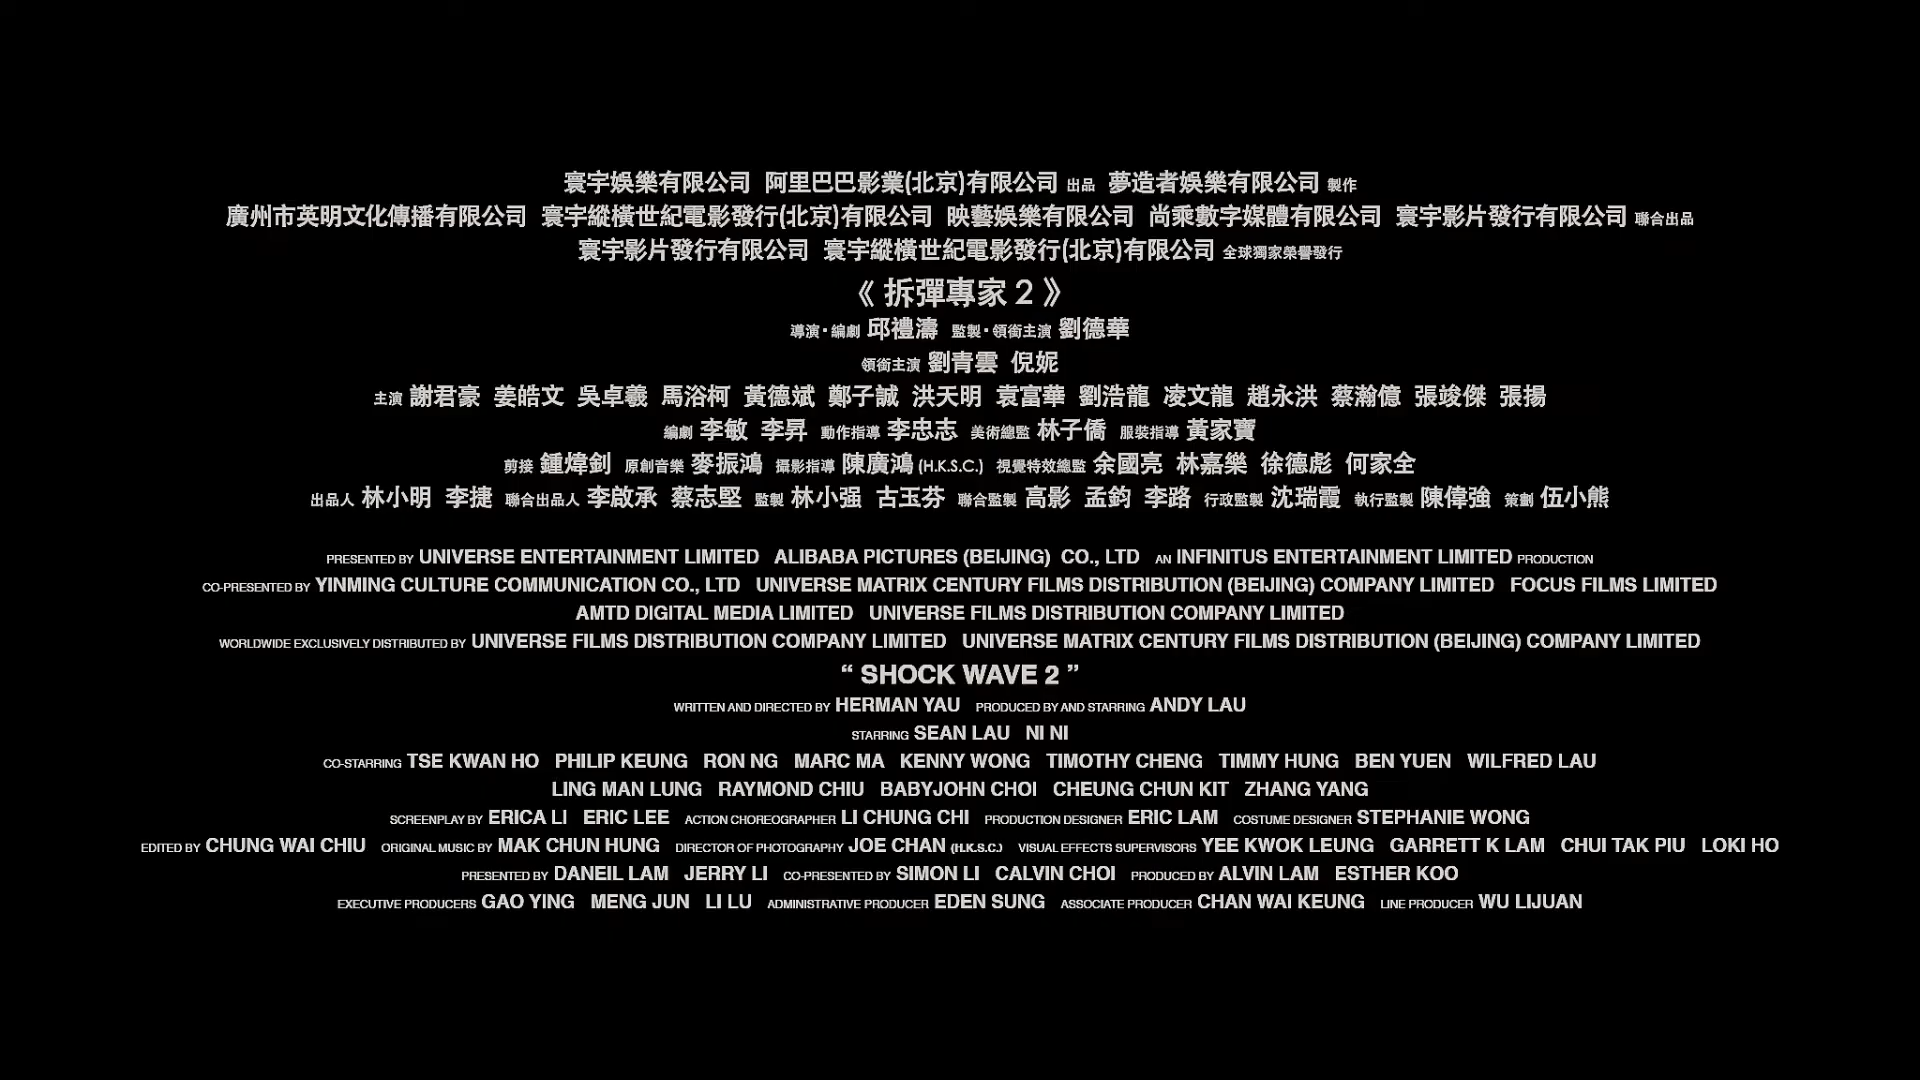 寰宇娛樂有限公司 阿里巴巴影業(北京)有限公司 出品 夢造者娛樂有限公司 製作
廣州市英明文化傳播有限公司 寰宇縱橫世紀電影發行(北京)有限公司 映藝娛樂有限公司 尚乘數字媒體有限公司 寰宇影片發行有限公司 聯合出品
寰宇影片發行有限公司 寰宇縱橫世紀電影發行(北京)有限公司 全球獨家榮譽發行
《拆彈專家 2》
導演·編劇 邱禮濤 監製·領銜主演 劉德華
領銜主演 劉青雲 倪妮
主演 謝君豪 姜皓文 吳卓羲 馬浴柯 黃德斌 鄭子誠 洪天明 袁富華 劉浩龍 凌文龍 趙永洪 蔡瀚億 張竣傑 張揚
編劇 李敏 李昇 動作指導 李忠志 美術總監 林子僑 服裝指導 黃家寶
剪接 鍾煒釗 原創音樂 麥振鴻 攝影指導 陳廣鴻 (H.K.S.C.) 視覺特效總監 余國亮 林嘉樂 徐德彪 何家全
出品人 林小明 李捷 聯合出品人 李啟承 蔡志堅 監製 林小强 古玉芬 聯合監製 高影 孟鈞 李路 行政監製 沈瑞霞 執行監製 陳偉強 策劃 伍小熊
PRESENTED BY UNIVERSE ENTERTAINMENT LIMITED ALIBABA PICTURES (BEIJING) CO., LTD AN INFINITUS ENTERTAINMENT LIMITED PRODUCTION
CO-PRESENTED BY YINMING CULTURE COMMUNICATION CO., LTD UNIVERSE MATRIX CENTURY FILMS DISTRIBUTION (BEIJING) COMPANY LIMITED FOCUS FILMS LIMITED
AMTD DIGITAL MEDIA LIMITED UNIVERSE FILMS DISTRIBUTION COMPANY LIMITED
WORLDWIDE EXCLUSIVELY DISTRIBUTED BY UNIVERSE FILMS DISTRIBUTION COMPANY LIMITED UNIVERSE MATRIX CENTURY FILMS DISTRIBUTION (BEIJING) COMPANY LIMITED
“ SHOCK WAVE 2 ”
WRITTEN AND DIRECTED BY HERMAN YAU PRODUCED BY AND STARRING ANDY LAU
STARRING SEAN LAU NI NI
CO-STARRING TSE KWAN HO PHILIP KEUNG RON NG MARC MA KENNY WONG TIMOTHY CHENG TIMMY HUNG BEN YUEN WILFRED LAU
LING MAN LUNG RAYMOND CHIU BABYJOHN CHOI CHEUNG CHUN KIT ZHANG YANG
SCREENPLAY BY ERICA LI ERIC LEE ACTION CHOREOGRAPHER LI CHUNG CHI PRODUCTION DESIGNER ERIC LAM COSTUME DESIGNER STEPHANIE WONG
EDITED BY CHUNG WAI CHIU ORIGINAL MUSIC BY MAK CHUN HUNG DIRECTOR OF PHOTOGRAPHY JOE CHAN (H.K.S.C.) VISUAL EFFECTS SUPERVISORS YEE KWOK LEUNG GARRETT K LAM CHUI TAK PIU LOKI HO
PRESENTED BY DANEIL LAM JERRY LI CO-PRESENTED BY SIMON LI CALVIN CHOI PRODUCED BY ALVIN LAM ESTHER KOO
EXECUTIVE PRODUCERS GAO YING MENG JUN LI LU ADMINISTRATIVE PRODUCER EDEN SUNG ASSOCIATE PRODUCER CHAN WAI KEUNG LINE PRODUCER WU LIJUAN